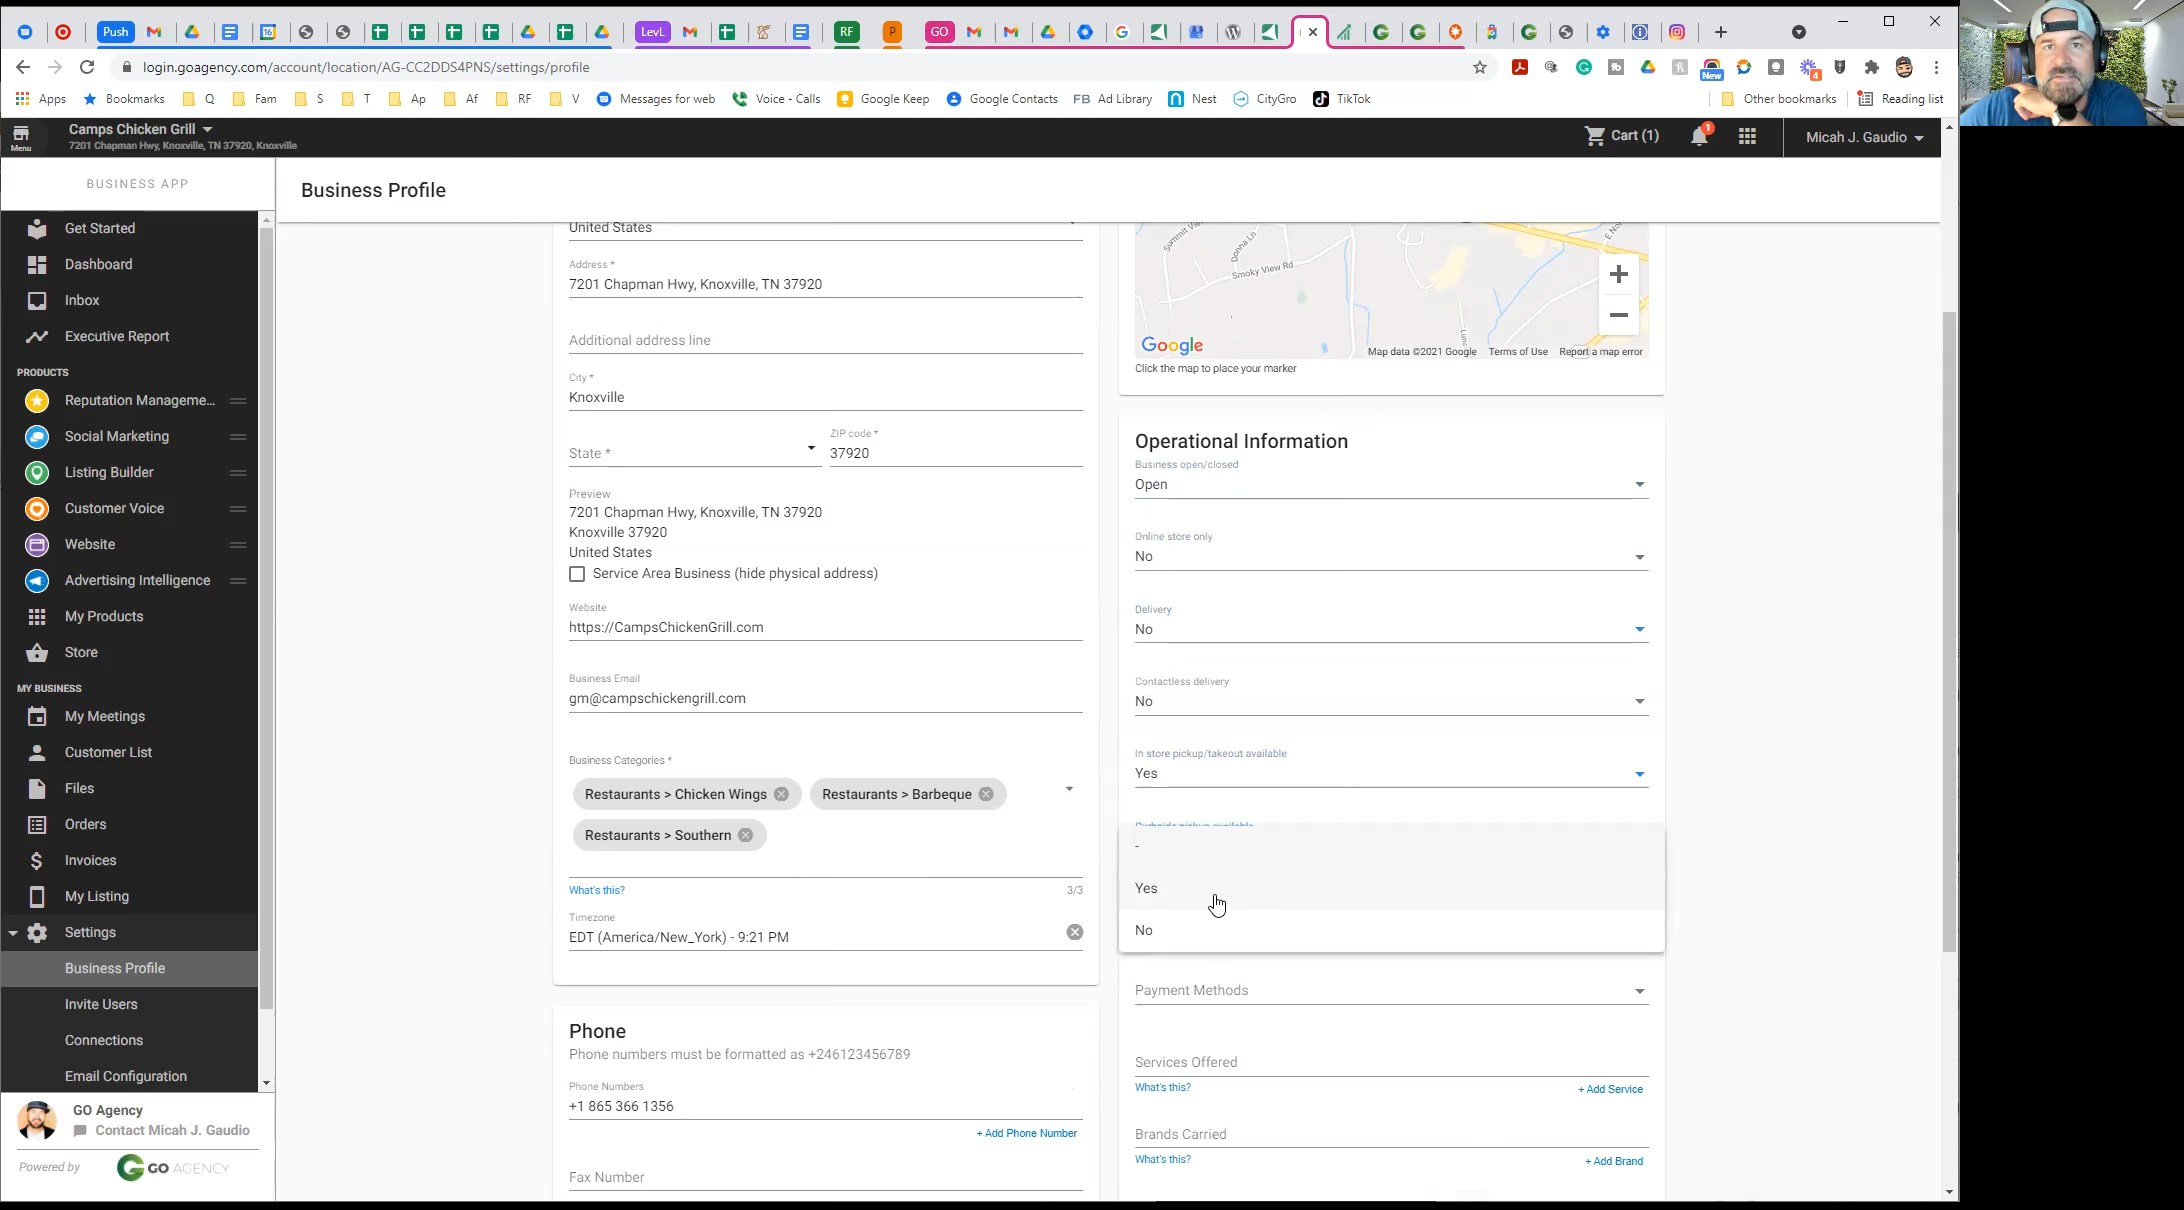 Push
LevL
RF
P
GO
login.goagency.com/account/location/AG-CC2DDS4PNS/settings/profile
New
4
Apps
Bookmarks
Q
Fam
S
T
Ap
Af
RF
V
Messages for web
Voice - Calls
Google Keep
Google Contacts
FB Ad Library
Nest
CityGro
TikTok
Other bookmarks
Reading list
Menu
Camps Chicken Grill
7201 Chapman Hwy, Knoxville, TN 37920, Knoxville
Cart (1)
1
Micah J. Gaudio
BUSINESS APP
Business Profile
Get Started
Dashboard
Inbox
Executive Report
PRODUCTS
Reputation Manageme...
Social Marketing
Listing Builder
Customer Voice
Website
Advertising Intelligence
My Products
Store
MY BUSINESS
My Meetings
Customer List
Files
Orders
Invoices
My Listing
Settings
Business Profile
Invite Users
Connections
Email Configuration
GO Agency
Contact Micah J. Gaudio
Powered by
GO AGENCY
United States
Address *
7201 Chapman Hwy, Knoxville, TN 37920
Additional address line
City *
Knoxville
State *
ZIP code *
37920
Preview
7201 Chapman Hwy, Knoxville, TN 37920
Knoxville 37920
United States
Service Area Business (hide physical address)
Website
https://CampsChickenGrill.com
Business Email
gm@campschickengrill.com
Business Categories *
Restaurants > Chicken Wings
Restaurants > Barbeque
Restaurants > Southern
What's this?
3/3
Timezone
EDT (America/New_York) - 9:21 PM
Phone
Phone numbers must be formatted as +246123456789
Phone Numbers
+1 865 366 1356
+ Add Phone Number
Fax Number
Donna Ln
Smoky View Rd
Google
Map data ©2021 Google
Terms of Use
Report a map error
Click the map to place your marker
Operational Information
Business open/closed
Open
Online store only
No
Delivery
No
Contactless delivery
No
In store pickup/takeout available
Yes
Curbside pickup available
-
Yes
No
Payment Methods
Services Offered
What's this?
+ Add Service
Brands Carried
What's this?
+ Add Brand